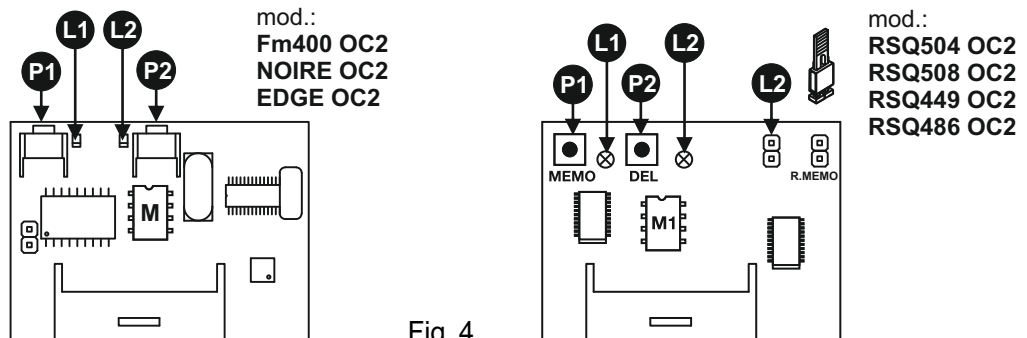 L1 L2
P1 P2
mod.:
Fm400 OC2
NOIRE OC2
EDGE OC2
M
Fig. 4
L1 L2
P1 P2 L2
mod.:
RSQ504 OC2
RSQ508 OC2
RSQ449 OC2
RSQ486 OC2
MEMO DEL R.MEMO
M1